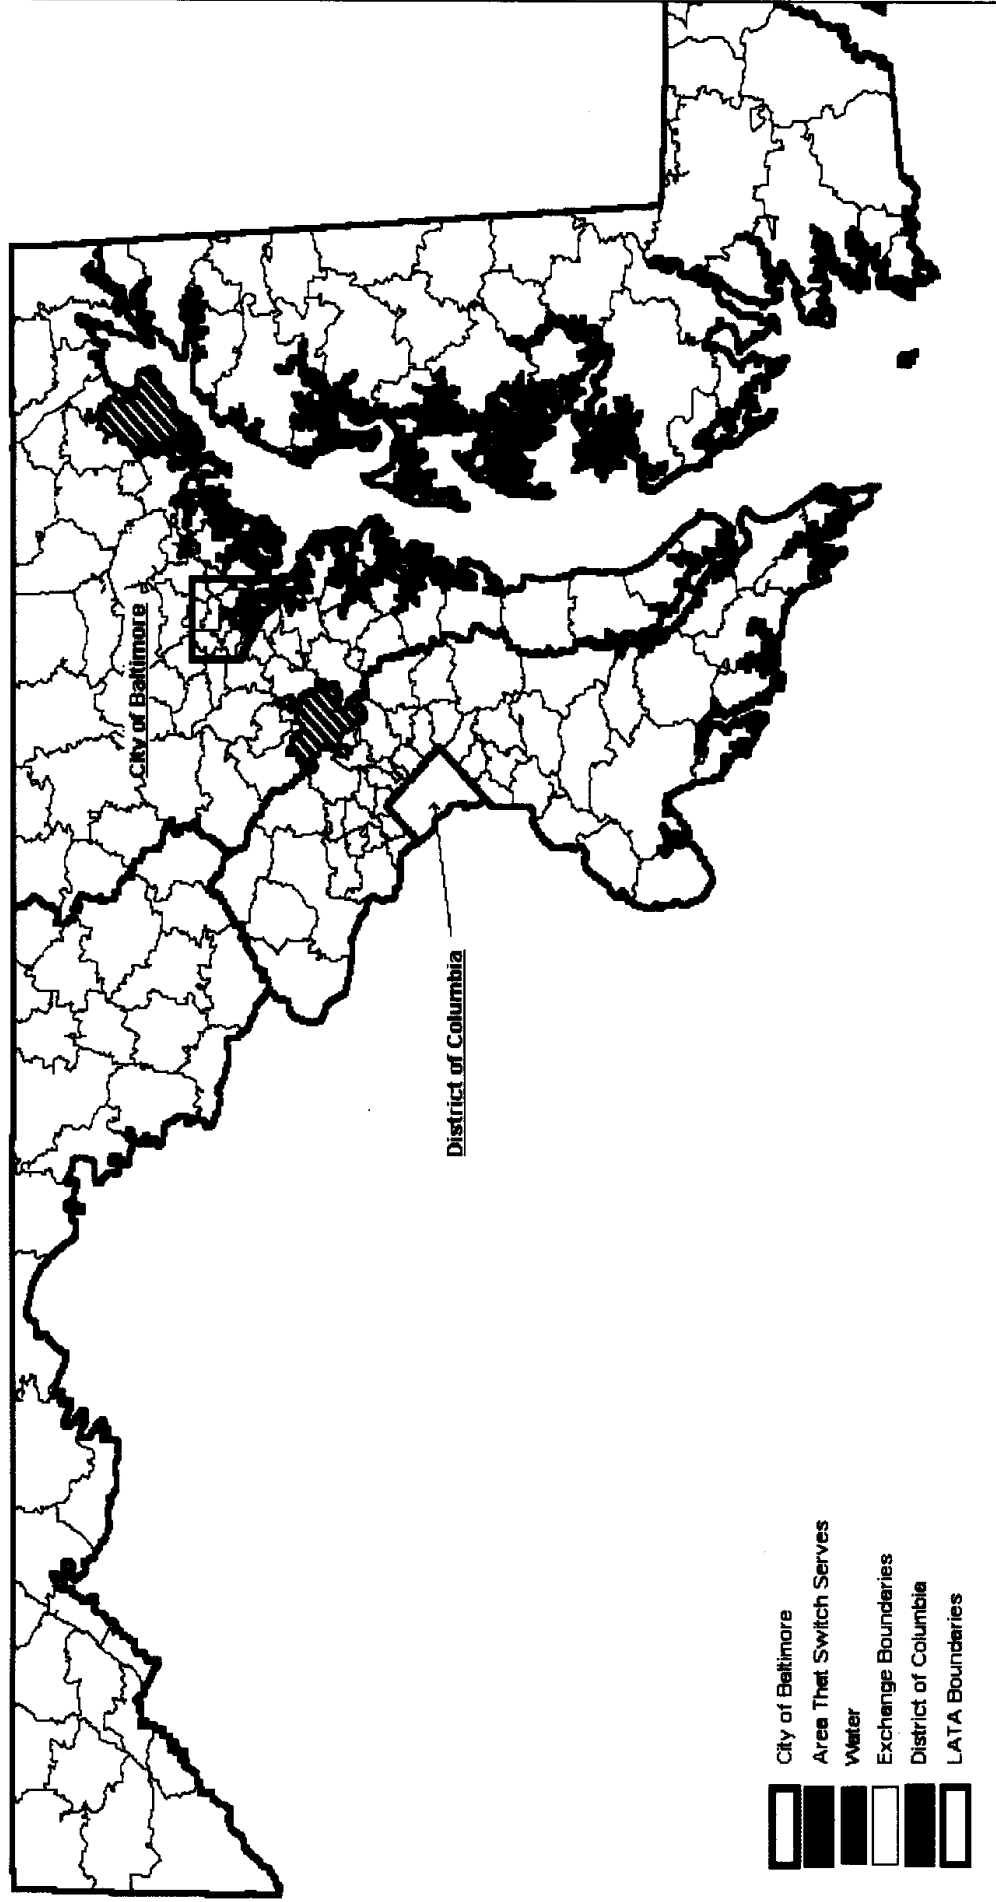 City of Baltimore
District of Columbia
City of Baltimore
Area That Switch Serves
Water
Exchange Boundaries
District of Columbia
LATA Boundaries